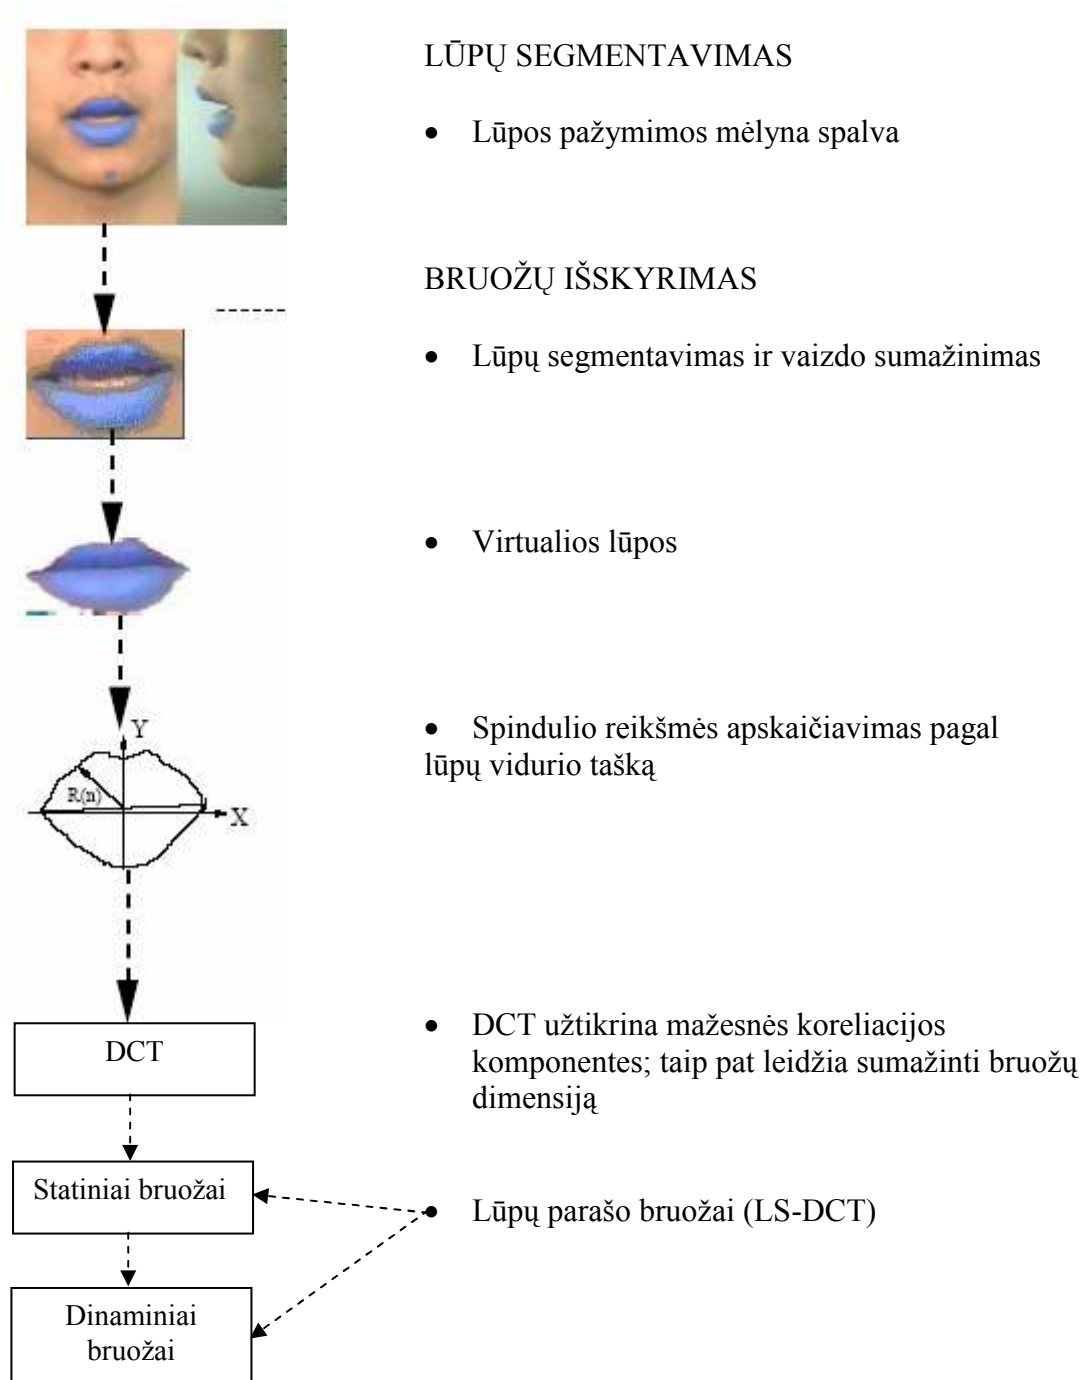 LŪPŲ SEGMENTAVIMAS
• Lūpos pažymimos mėlyna spalva
BRUOŽŲ IŠSKYRIMAS
• Lūpų segmentavimas ir vaizdo sumažinimas
• Virtualios lūpos
• Spindulio reikšmės apskaičiavimas pagal
lūpų vidurio tašką
Y
R(n)
X
DCT
• DCT užtikrina mažesnės koreliacijos
komponentes; taip pat leidžia sumažinti bruožų
dimensiją
Statiniai bruožai
• Lūpų parašo bruožai (LS-DCT)
Dinaminiai
bruožai